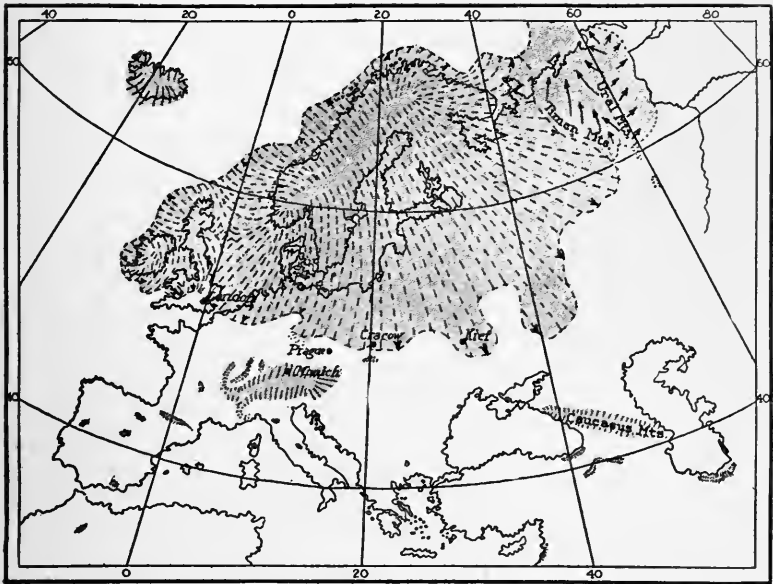 40 20 0 20 40 60 80
60 60
Ural Mts.
Timan Mts.
London
Cracow
Kief
Prague
Munich
40 40
Caucasus Mts.
0 20 40